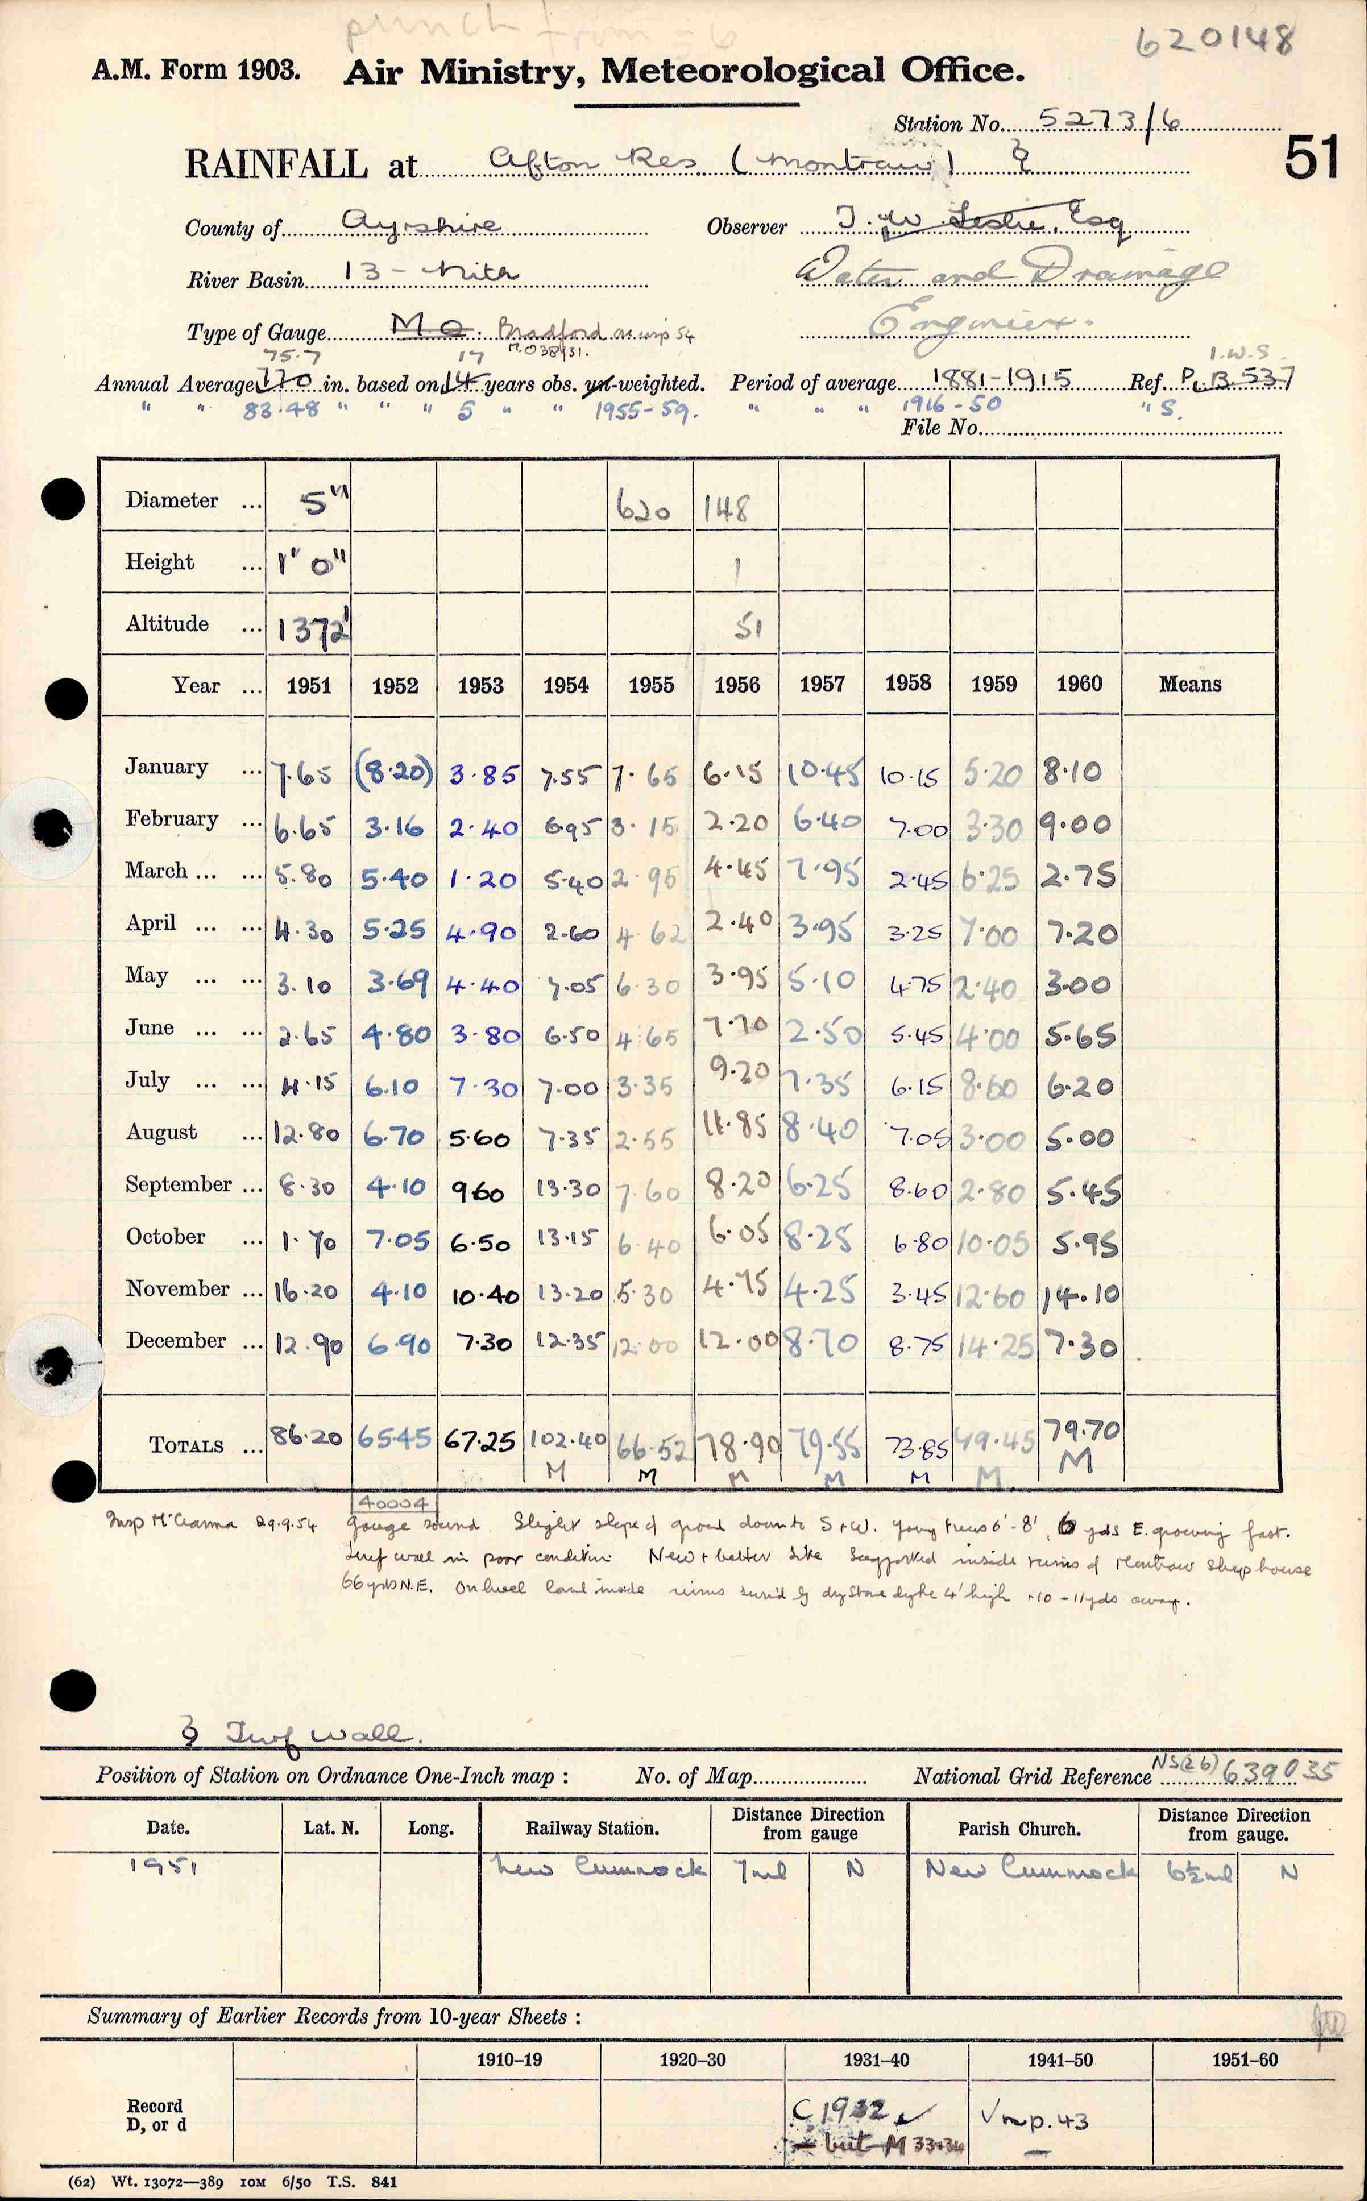 punch from = 6
620148
A.M. Form 1903. Air Ministry, Meteorological Office.
Station No. 5273/6
51
RAINFALL at Afton Res (Montraw)
County of Ayrshire Observer J. W. Leslie, Esq
River Basin 13 - Nith Water and Drainage
Type of Gauge M O. Bradford as insp 54 Engineer.
M.O 38/31.
75.7 17 I.W.S.
Annual Average 770 in. based on 14 years obs. un-weighted. Period of average 1881-1915 Ref. P. B. 537
" " 83.48 " " " 5 " " 1955-59. " " " 1916-50 " S.
File No.
Diameter ... 5" 620 148
Height ... 1' 0" 1
Altitude ... 1372' 51
Year ... 1951 1952 1953 1954 1955 1956 1957 1958 1959 1960 Means
January ... 7.65 (8.20) 3.85 7.55 7.65 6.15 10.45 10.15 5.20 8.10
February ... 6.65 3.16 2.40 6.95 3.15 2.20 6.40 7.00 3.30 9.00
March ... ... 5.80 5.40 1.20 5.40 2.95 4.45 7.95 2.45 6.25 2.75
April ... ... 4.30 5.25 4.90 2.60 4.62 2.40 3.95 3.25 7.00 7.20
May ... ... 3.10 3.69 4.40 7.05 6.30 3.95 5.10 4.75 2.40 3.00
June ... ... 2.65 4.80 3.80 6.50 4.65 7.70 2.50 5.45 4.00 5.65
July ... ... 4.15 6.10 7.30 7.00 3.35 9.20 7.35 6.15 8.60 6.20
August ... 12.80 6.70 5.60 7.35 2.55 11.85 8.40 7.05 3.00 5.00
September ... 8.30 4.10 9.60 13.30 7.60 8.20 6.25 8.60 2.80 5.45
October ... 1.70 7.05 6.50 13.15 6.40 6.05 8.25 6.80 10.05 5.95
November ... 16.20 4.10 10.40 13.20 5.30 4.75 4.25 3.45 12.60 14.10
December ... 12.90 6.90 7.30 12.35 12.00 12.00 8.70 8.75 14.25 7.30
TOTALS ... 86.20 65.45 67.25 102.40 66.52 78.90 79.55 73.85 79.45 79.70
M M M M M M M
40004
Insp 29.9.54 gauge sound. Slight slope of ground down to S+W. young trees 6'-8', 6 yds E. growing fast.
turf wall in poor condition New + better site suggested inside ruins of Montraw shep house
66 yds N.E. On level land inside ruins surr'd by dry stone dyke 4' high 10-11yds away.
Turf wall.
Position of Station on Ordnance One-Inch map : No. of Map National Grid Reference NS(26) 639035
Date. Lat. N. Long. Railway Station. Distance Direction from gauge Parish Church. Distance Direction from gauge.
1951 New Cumnock 7ml N New Cummock 6½ml N
Summary of Earlier Records from 10-year Sheets :
1910-19 1920-30 1931-40 1941-50 1951-60
Record D, or d C 1932 ✓ √ m p. 43
- but M 33+34 -
(62) Wt. 13072—389 10M 6/50 T.S. 841